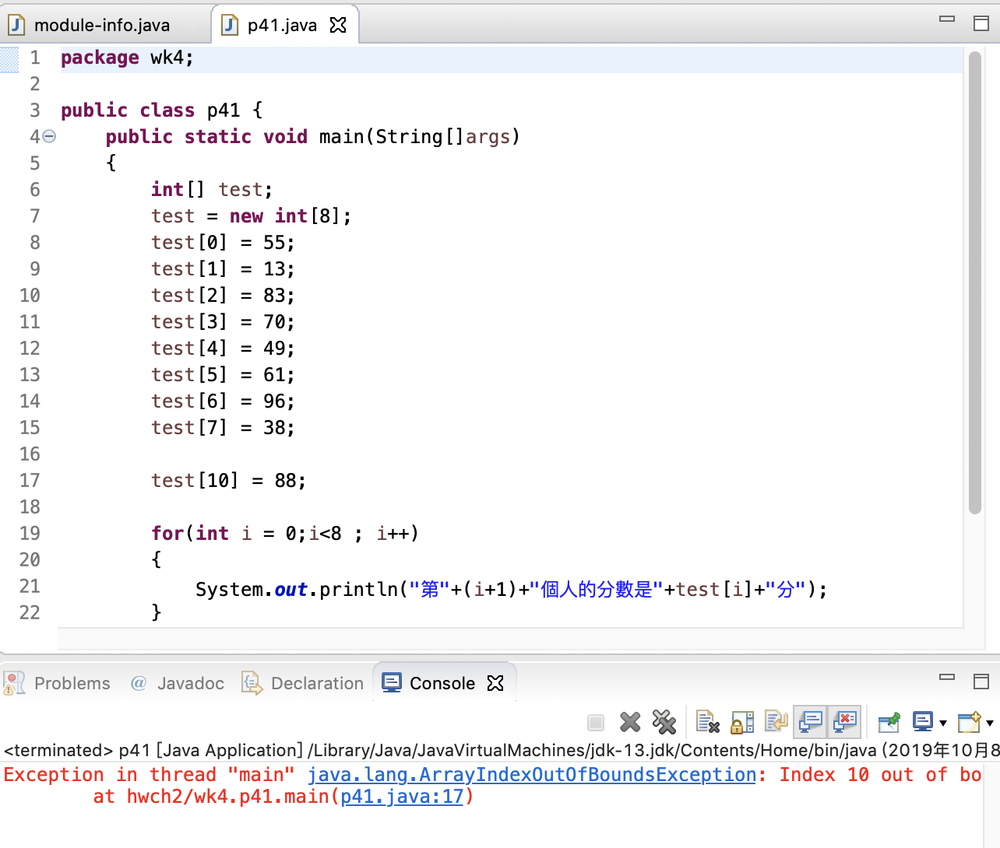 module-info.java p41.java
1 package wk4;
2
3 public class p41 {
4 public static void main(String[]args)
5 {
6 int[] test;
7 test = new int[8];
8 test[0] = 55;
9 test[1] = 13;
10 test[2] = 83;
11 test[3] = 70;
12 test[4] = 49;
13 test[5] = 61;
14 test[6] = 96;
15 test[7] = 38;
16
17 test[10] = 88;
18
19 for(int i = 0;i<8 ; i++)
20 {
21 System.out.println("第"+(i+1)+"個人的分數是"+test[i]+"分");
22 }
Problems @ Javadoc Declaration Console
<terminated> p41 [Java Application] /Library/Java/JavaVirtualMachines/jdk-13.jdk/Contents/Home/bin/java (2019年10月8
Exception in thread "main" java.lang.ArrayIndexOutOfBoundsException: Index 10 out of bo
at hwch2/wk4.p41.main(p41.java:17)